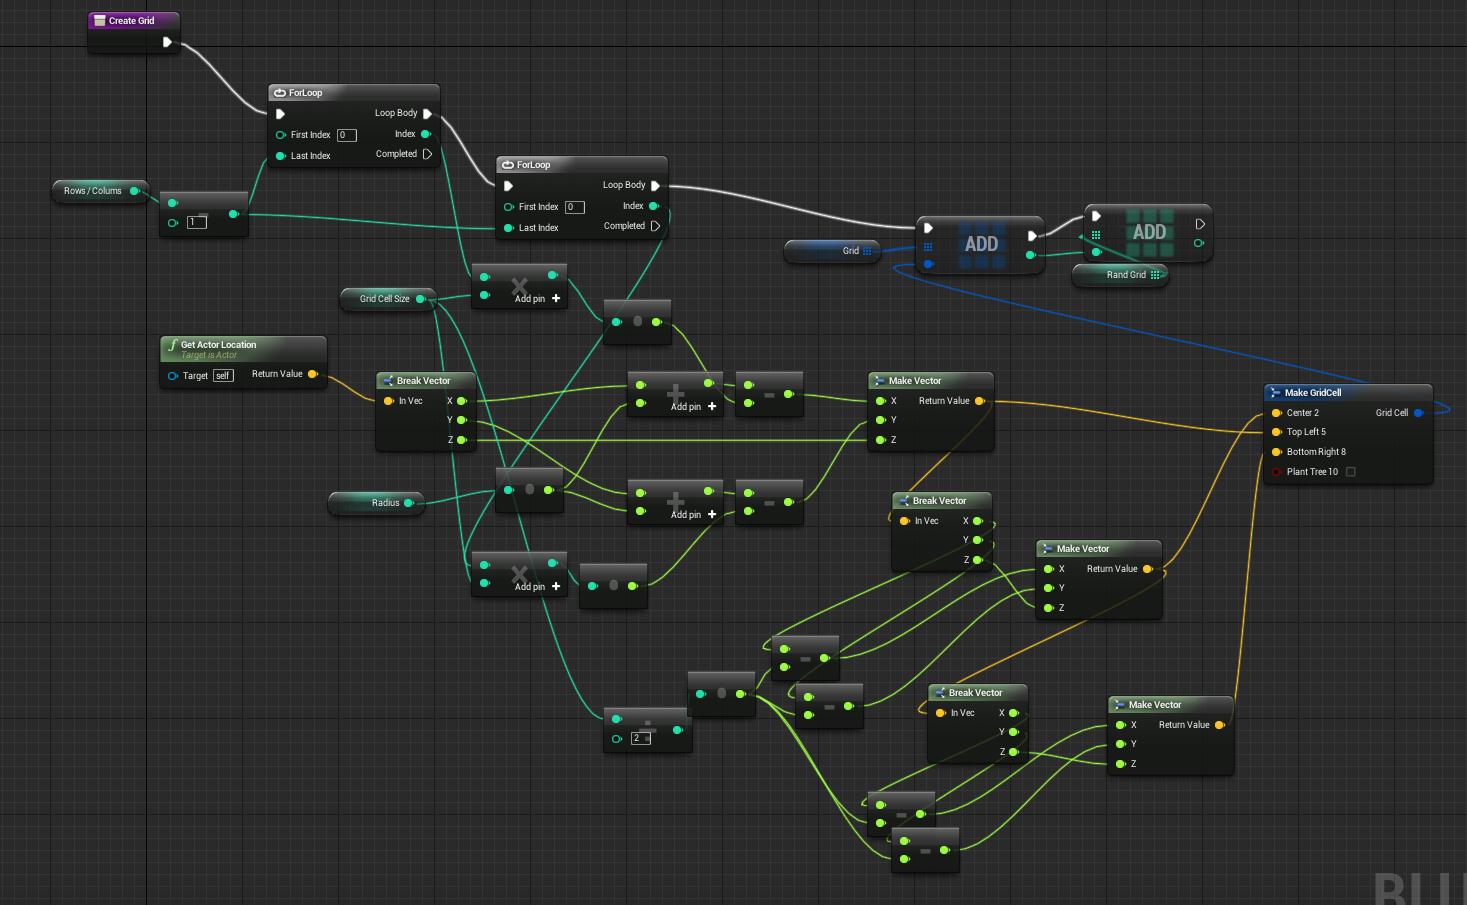 Create Grid
ForLoop
Loop Body
First Index 0
Index
Last Index
Completed
ForLoop
Loop Body
First Index 0
Index
Last Index
Completed
Rows / Colums
1
ADD
ADD
Grid
Rand Grid
Grid Cell Size
Add pin +
Get Actor Location
Target is Actor
Target self
Return Value
Break Vector
In Vec
X
Y
Z
Add pin +
Make Vector
X
Return Value
Y
Z
Make GridCell
Center 2
Grid Cell
Top Left 5
Bottom Right 8
Plant Tree 10
Radius
Add pin +
Break Vector
In Vec
X
Y
Z
Make Vector
X
Return Value
Y
Z
Add pin +
2
Break Vector
In Vec
X
Y
Z
Make Vector
X
Return Value
Y
Z